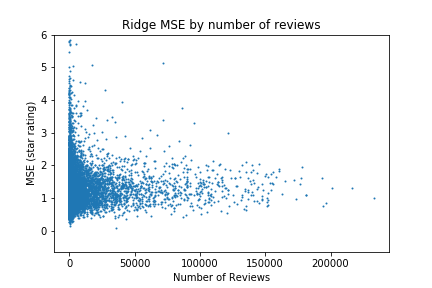 Ridge MSE by number of reviews
6
5
4
3
2
1
0
MSE (star rating)
0 50000 100000 150000 200000
Number of Reviews